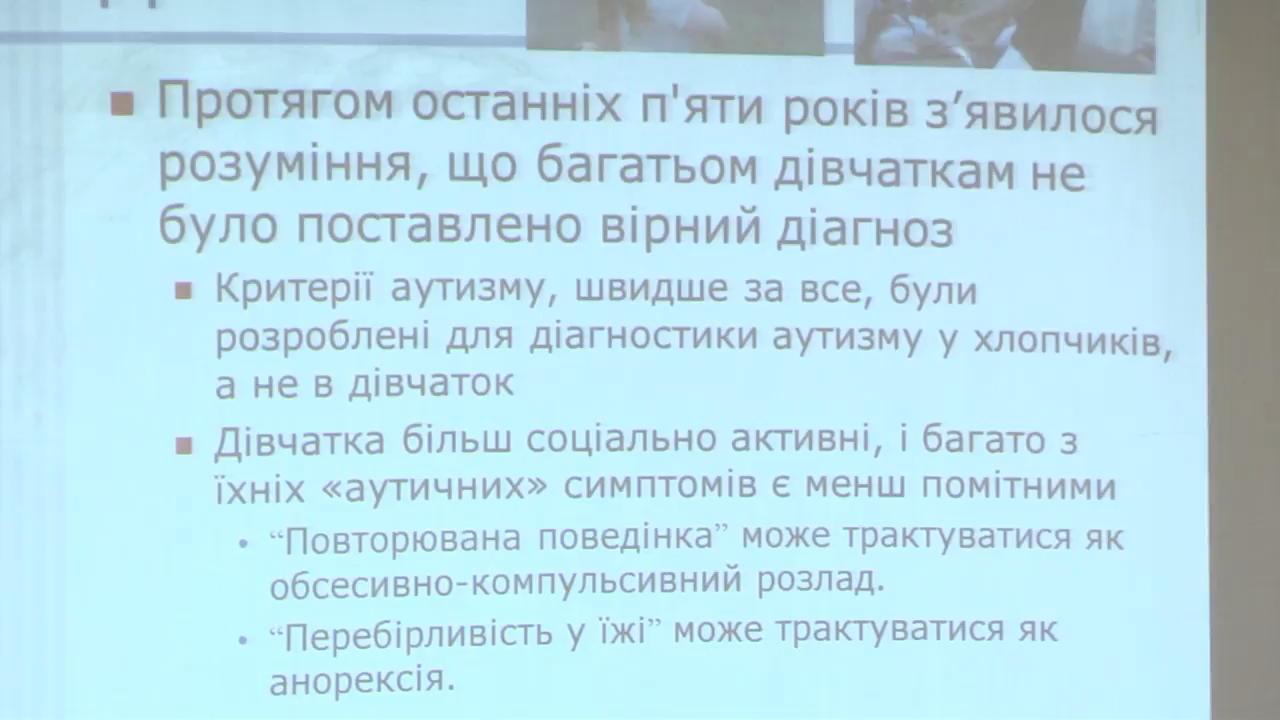 Протягом останніх п'яти років з’явилося
розуміння, що багатьом дівчаткам не
було поставлено вірний діагноз
Критерії аутизму, швидше за все, були
розроблені для діагностики аутизму у хлопчиків,
а не в дівчаток
Дівчатка більш соціально активні, і багато з
їхніх «аутичних» симптомів є менш помітними
“Повторювана поведінка” може трактуватися як
обсесивно-компульсивний розлад.
“Перебірливість у їжі” може трактуватися як
анорексія.